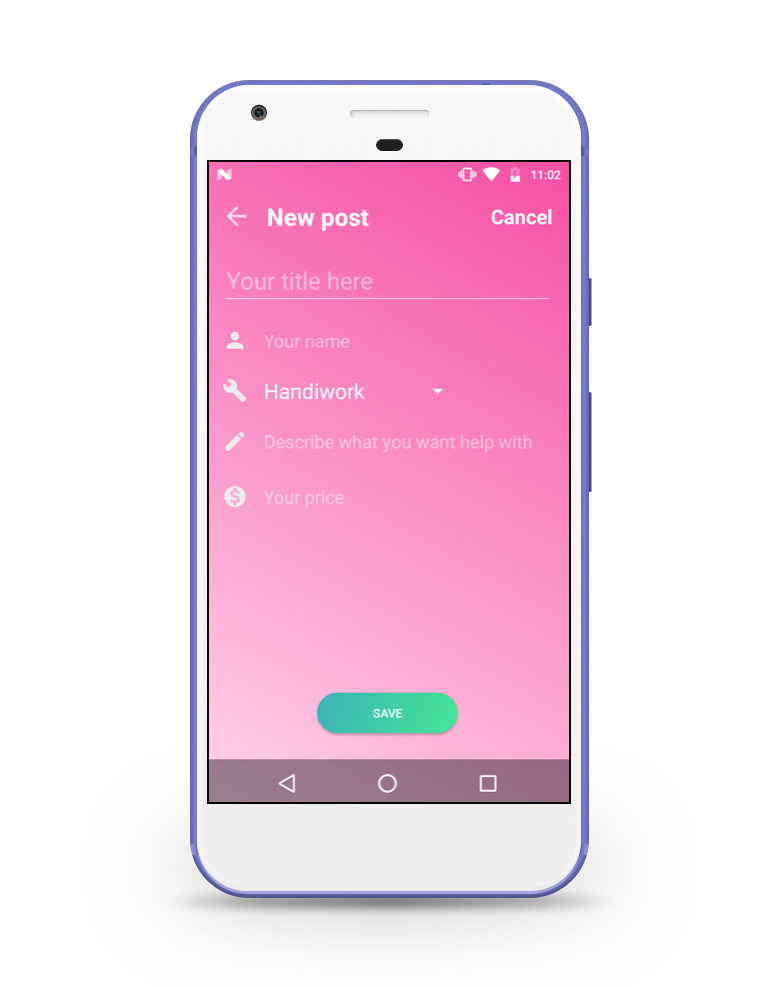 11:02
New post
Cancel
Your title here
Your name
Handiwork
Describe what you want help with
Your price
SAVE